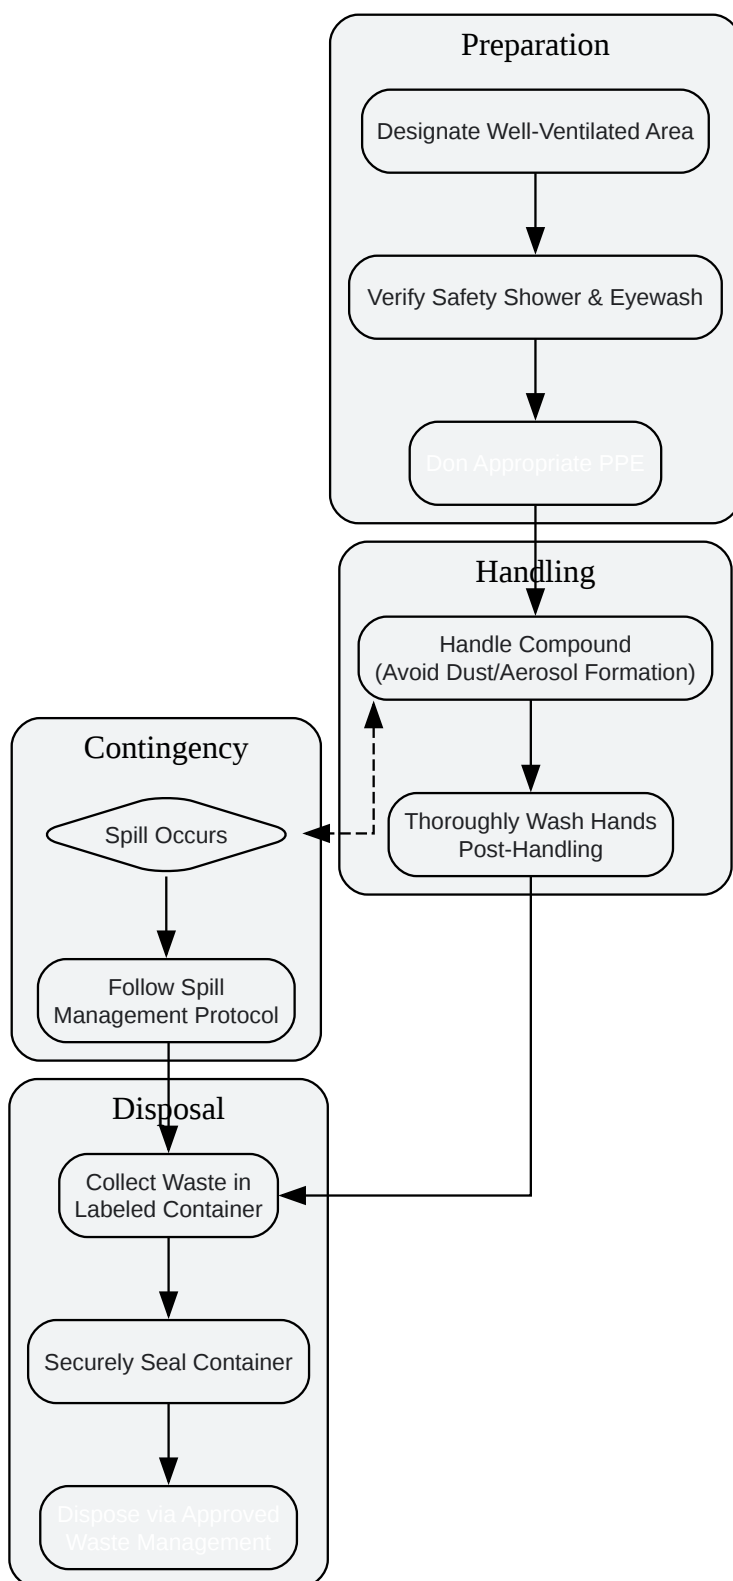 Preparation
Designate Well-Ventilated Area
Verify Safety Shower & Eyewash
Don Appropriate PPE
Handling
Handle Compound
(Avoid Dust/Aerosol Formation)
Thoroughly Wash Hands
Post-Handling
Contingency
Spill Occurs
Follow Spill
Management Protocol
Disposal
Collect Waste in
Labeled Container
Securely Seal Container
Dispose via Approved
Waste Management